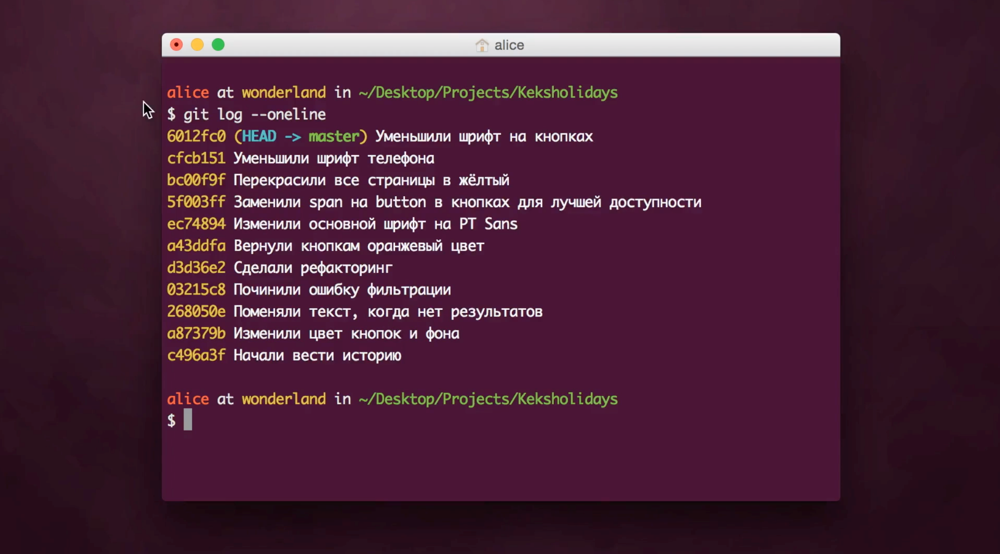 alice
alice at wonderland in ~/Desktop/Projects/Keksholidays
$ git log --oneline
6012fc0 (HEAD -> master) Уменьшили шрифт на кнопках
cfcb151 Уменьшили шрифт телефона
bc00f9f Перекрасили все страницы в жёлтый
5f003ff Заменили span на button в кнопках для лучшей доступности
ec74894 Изменили основной шрифт на PT Sans
a43ddfa Вернули кнопкам оранжевый цвет
d3d36e2 Сделали рефакторинг
03215c8 Починили ошибку фильтрации
268050e Поменяли текст, когда нет результатов
a87379b Изменили цвет кнопок и фона
c496a3f Начали вести историю
alice at wonderland in ~/Desktop/Projects/Keksholidays
$